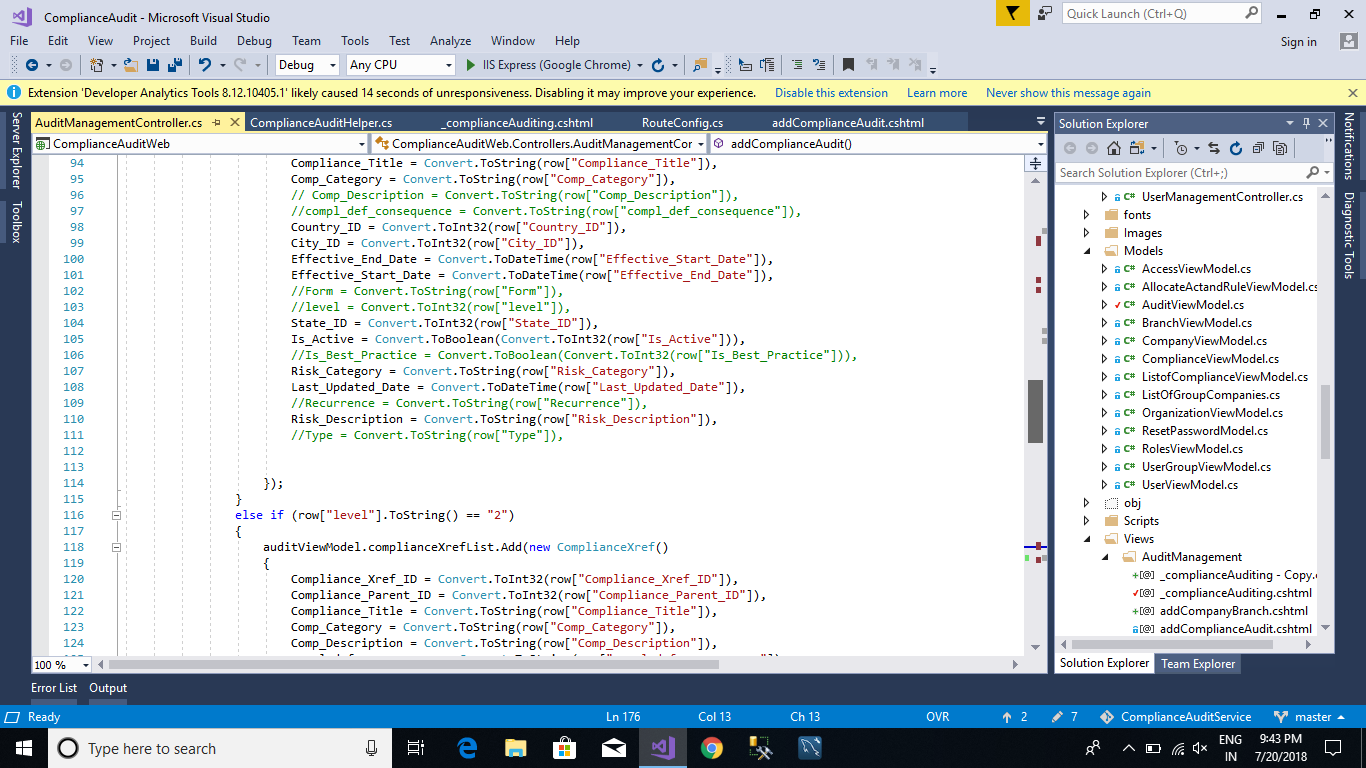 ComplianceAudit - Microsoft Visual Studio
Quick Launch (Ctrl+Q)
File Edit View Project Build Debug Team Tools Test Analyze Window Help
Sign in
Debug Any CPU IIS Express (Google Chrome)
Extension 'Developer Analytics Tools 8.12.10405.1' likely caused 14 seconds of unresponsiveness. Disabling it may improve your experience. Disable this extension Learn more Never show this message again
Server Explorer
Toolbox
AuditManagementController.cs ComplianceAuditHelper.cs _complianceAuditing.cshtml RouteConfig.cs addComplianceAudit.cshtml
ComplianceAuditWeb ComplianceAuditWeb.Controllers.AuditManagementCor addComplianceAudit()
94 Compliance_Title = Convert.ToString(row["Compliance_Title"]),
95 Comp_Category = Convert.ToString(row["Comp_Category"]),
96 // Comp_Description = Convert.ToString(row["Comp_Description"]),
97 //compl_def_consequence = Convert.ToString(row["compl_def_consequence"]),
98 Country_ID = Convert.ToInt32(row["Country_ID"]),
99 City_ID = Convert.ToInt32(row["City_ID"]),
100 Effective_End_Date = Convert.ToDateTime(row["Effective_Start_Date"]),
101 Effective_Start_Date = Convert.ToDateTime(row["Effective_End_Date"]),
102 //Form = Convert.ToString(row["Form"]),
103 //level = Convert.ToInt32(row["level"]),
104 State_ID = Convert.ToInt32(row["State_ID"]),
105 Is_Active = Convert.ToBoolean(Convert.ToInt32(row["Is_Active"])),
106 //Is_Best_Practice = Convert.ToBoolean(Convert.ToInt32(row["Is_Best_Practice"])),
107 Risk_Category = Convert.ToString(row["Risk_Category"]),
108 Last_Updated_Date = Convert.ToDateTime(row["Last_Updated_Date"]),
109 //Recurrence = Convert.ToString(row["Recurrence"]),
110 Risk_Description = Convert.ToString(row["Risk_Description"]),
111 //Type = Convert.ToString(row["Type"]),
112
113
114 });
115 }
116 else if (row["level"].ToString() == "2")
117 {
118 auditViewModel.complianceXrefList.Add(new ComplianceXref()
119 {
120 Compliance_Xref_ID = Convert.ToInt32(row["Compliance_Xref_ID"]),
121 Compliance_Parent_ID = Convert.ToInt32(row["Compliance_Parent_ID"]),
122 Compliance_Title = Convert.ToString(row["Compliance_Title"]),
123 Comp_Category = Convert.ToString(row["Comp_Category"]),
124 Comp_Description = Convert.ToString(row["Comp_Description"]),
100 %
Solution Explorer
Search Solution Explorer (Ctrl+;)
C# UserManagementController.cs
fonts
Images
Models
C# AccessViewModel.cs
C# AllocateActandRuleViewModel.cs
C# AuditViewModel.cs
C# BranchViewModel.cs
C# CompanyViewModel.cs
C# ComplianceViewModel.cs
C# ListofComplianceViewModel.cs
C# ListOfGroupCompanies.cs
C# OrganizationViewModel.cs
C# ResetPasswordModel.cs
C# RolesViewModel.cs
C# UserGroupViewModel.cs
C# UserViewModel.cs
obj
Scripts
Views
AuditManagement
_complianceAuditing - Copy.c
_complianceAuditing.cshtml
addCompanyBranch.cshtml
addComplianceAudit.cshtml
Solution Explorer Team Explorer
Notifications
Diagnostic Tools
Error List Output
Ready Ln 176 Col 13 Ch 13 OVR 2 7 ComplianceAuditService master
Type here to search
ENG
IN
9:43 PM
7/20/2018